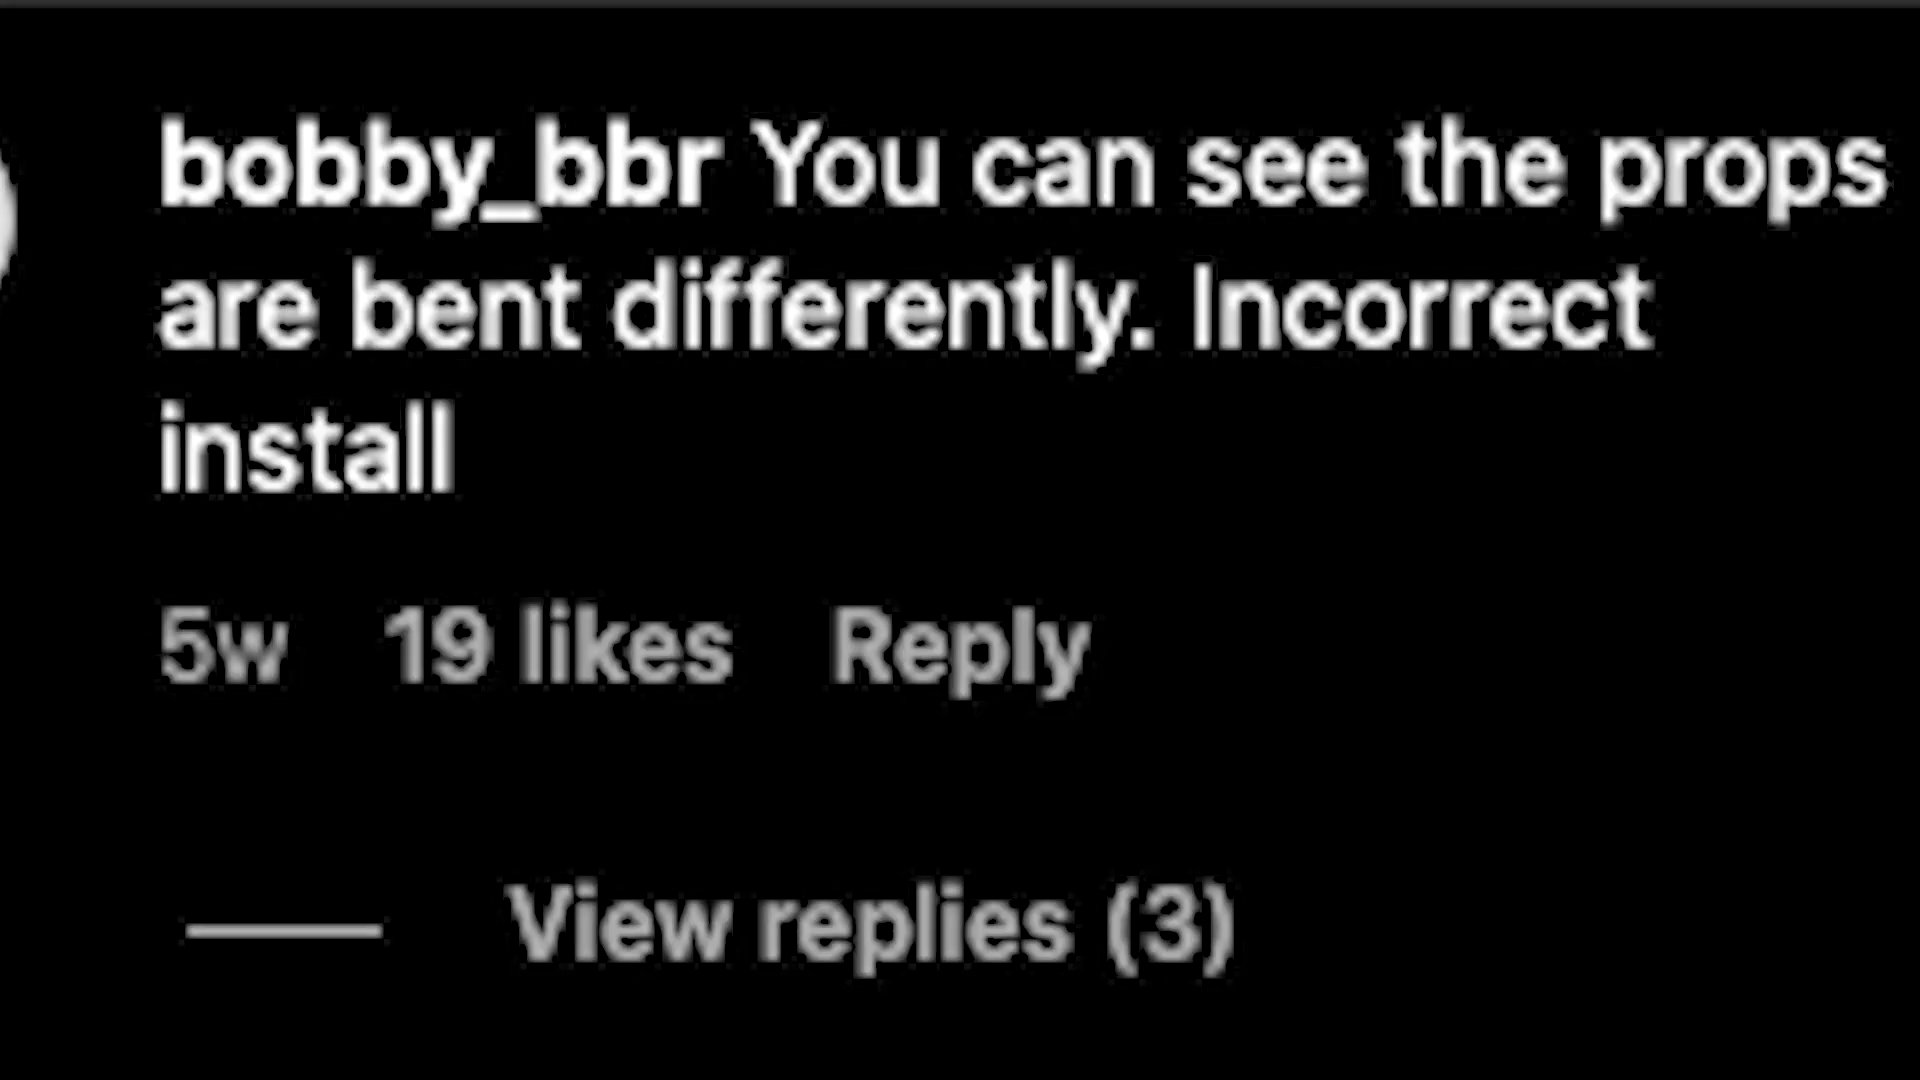 bobby_bbr You can see the props
are bent differently. Incorrect
install
5w 19 likes Reply
View replies (3)